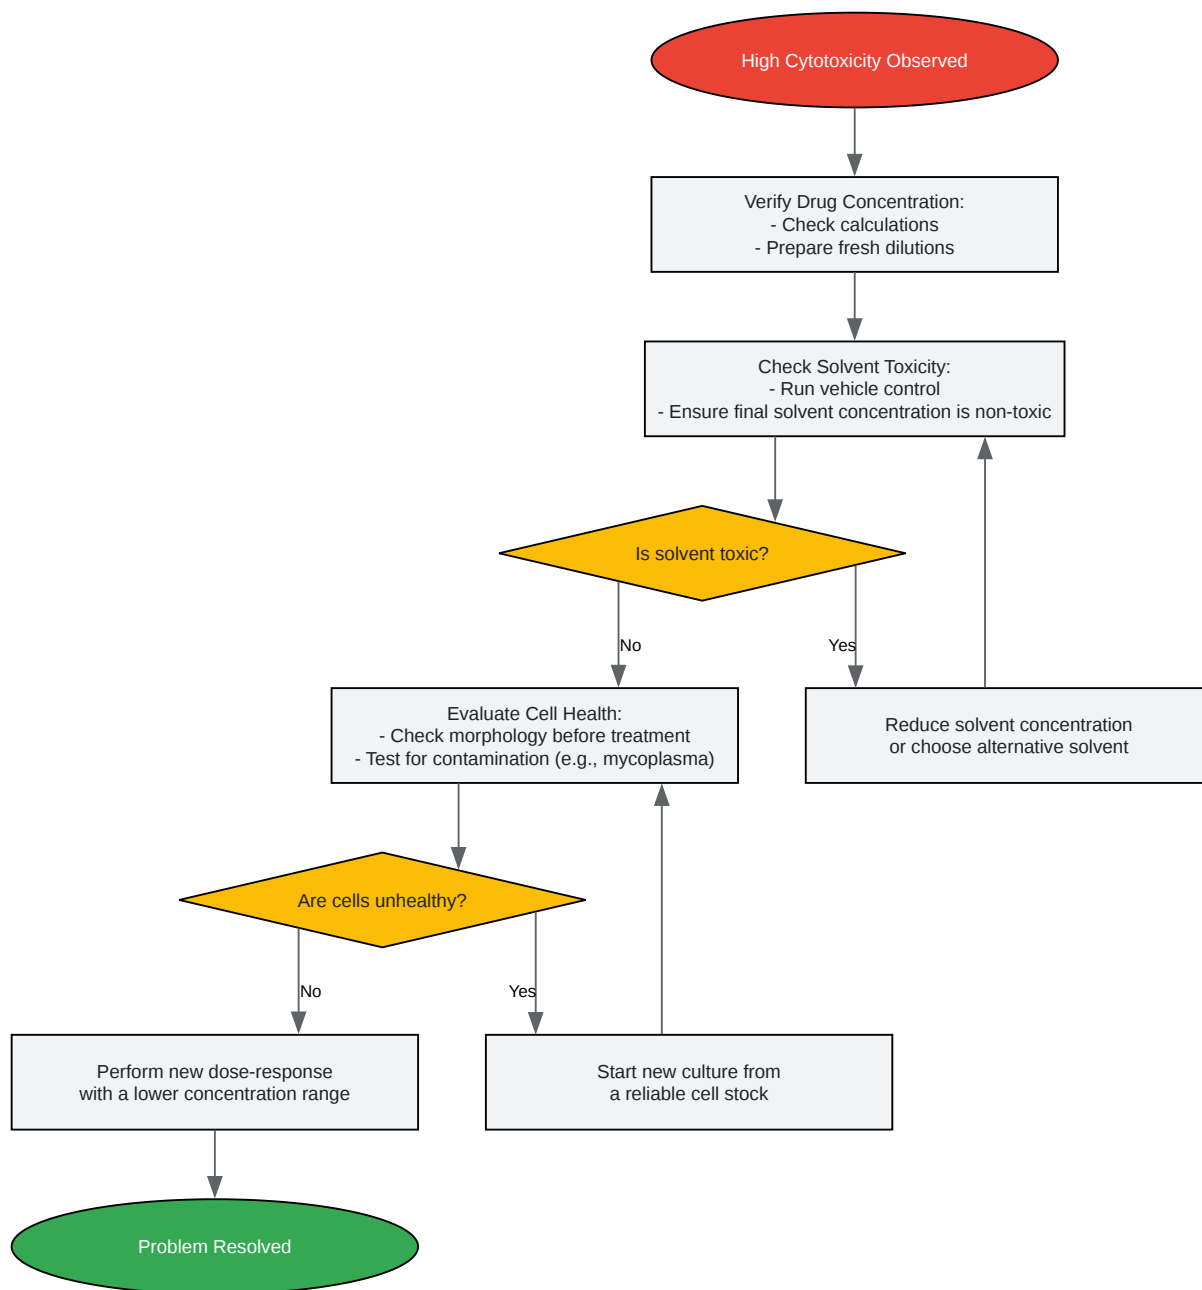 High Cytotoxicity Observed
Verify Drug Concentration:
- Check calculations
- Prepare fresh dilutions
Check Solvent Toxicity:
- Run vehicle control
- Ensure final solvent concentration is non-toxic
Is solvent toxic?
No
Yes
Evaluate Cell Health:
- Check morphology before treatment
- Test for contamination (e.g., mycoplasma)
Reduce solvent concentration
or choose alternative solvent
Are cells unhealthy?
No
Yes
Perform new dose-response
with a lower concentration range
Start new culture from
a reliable cell stock
Problem Resolved